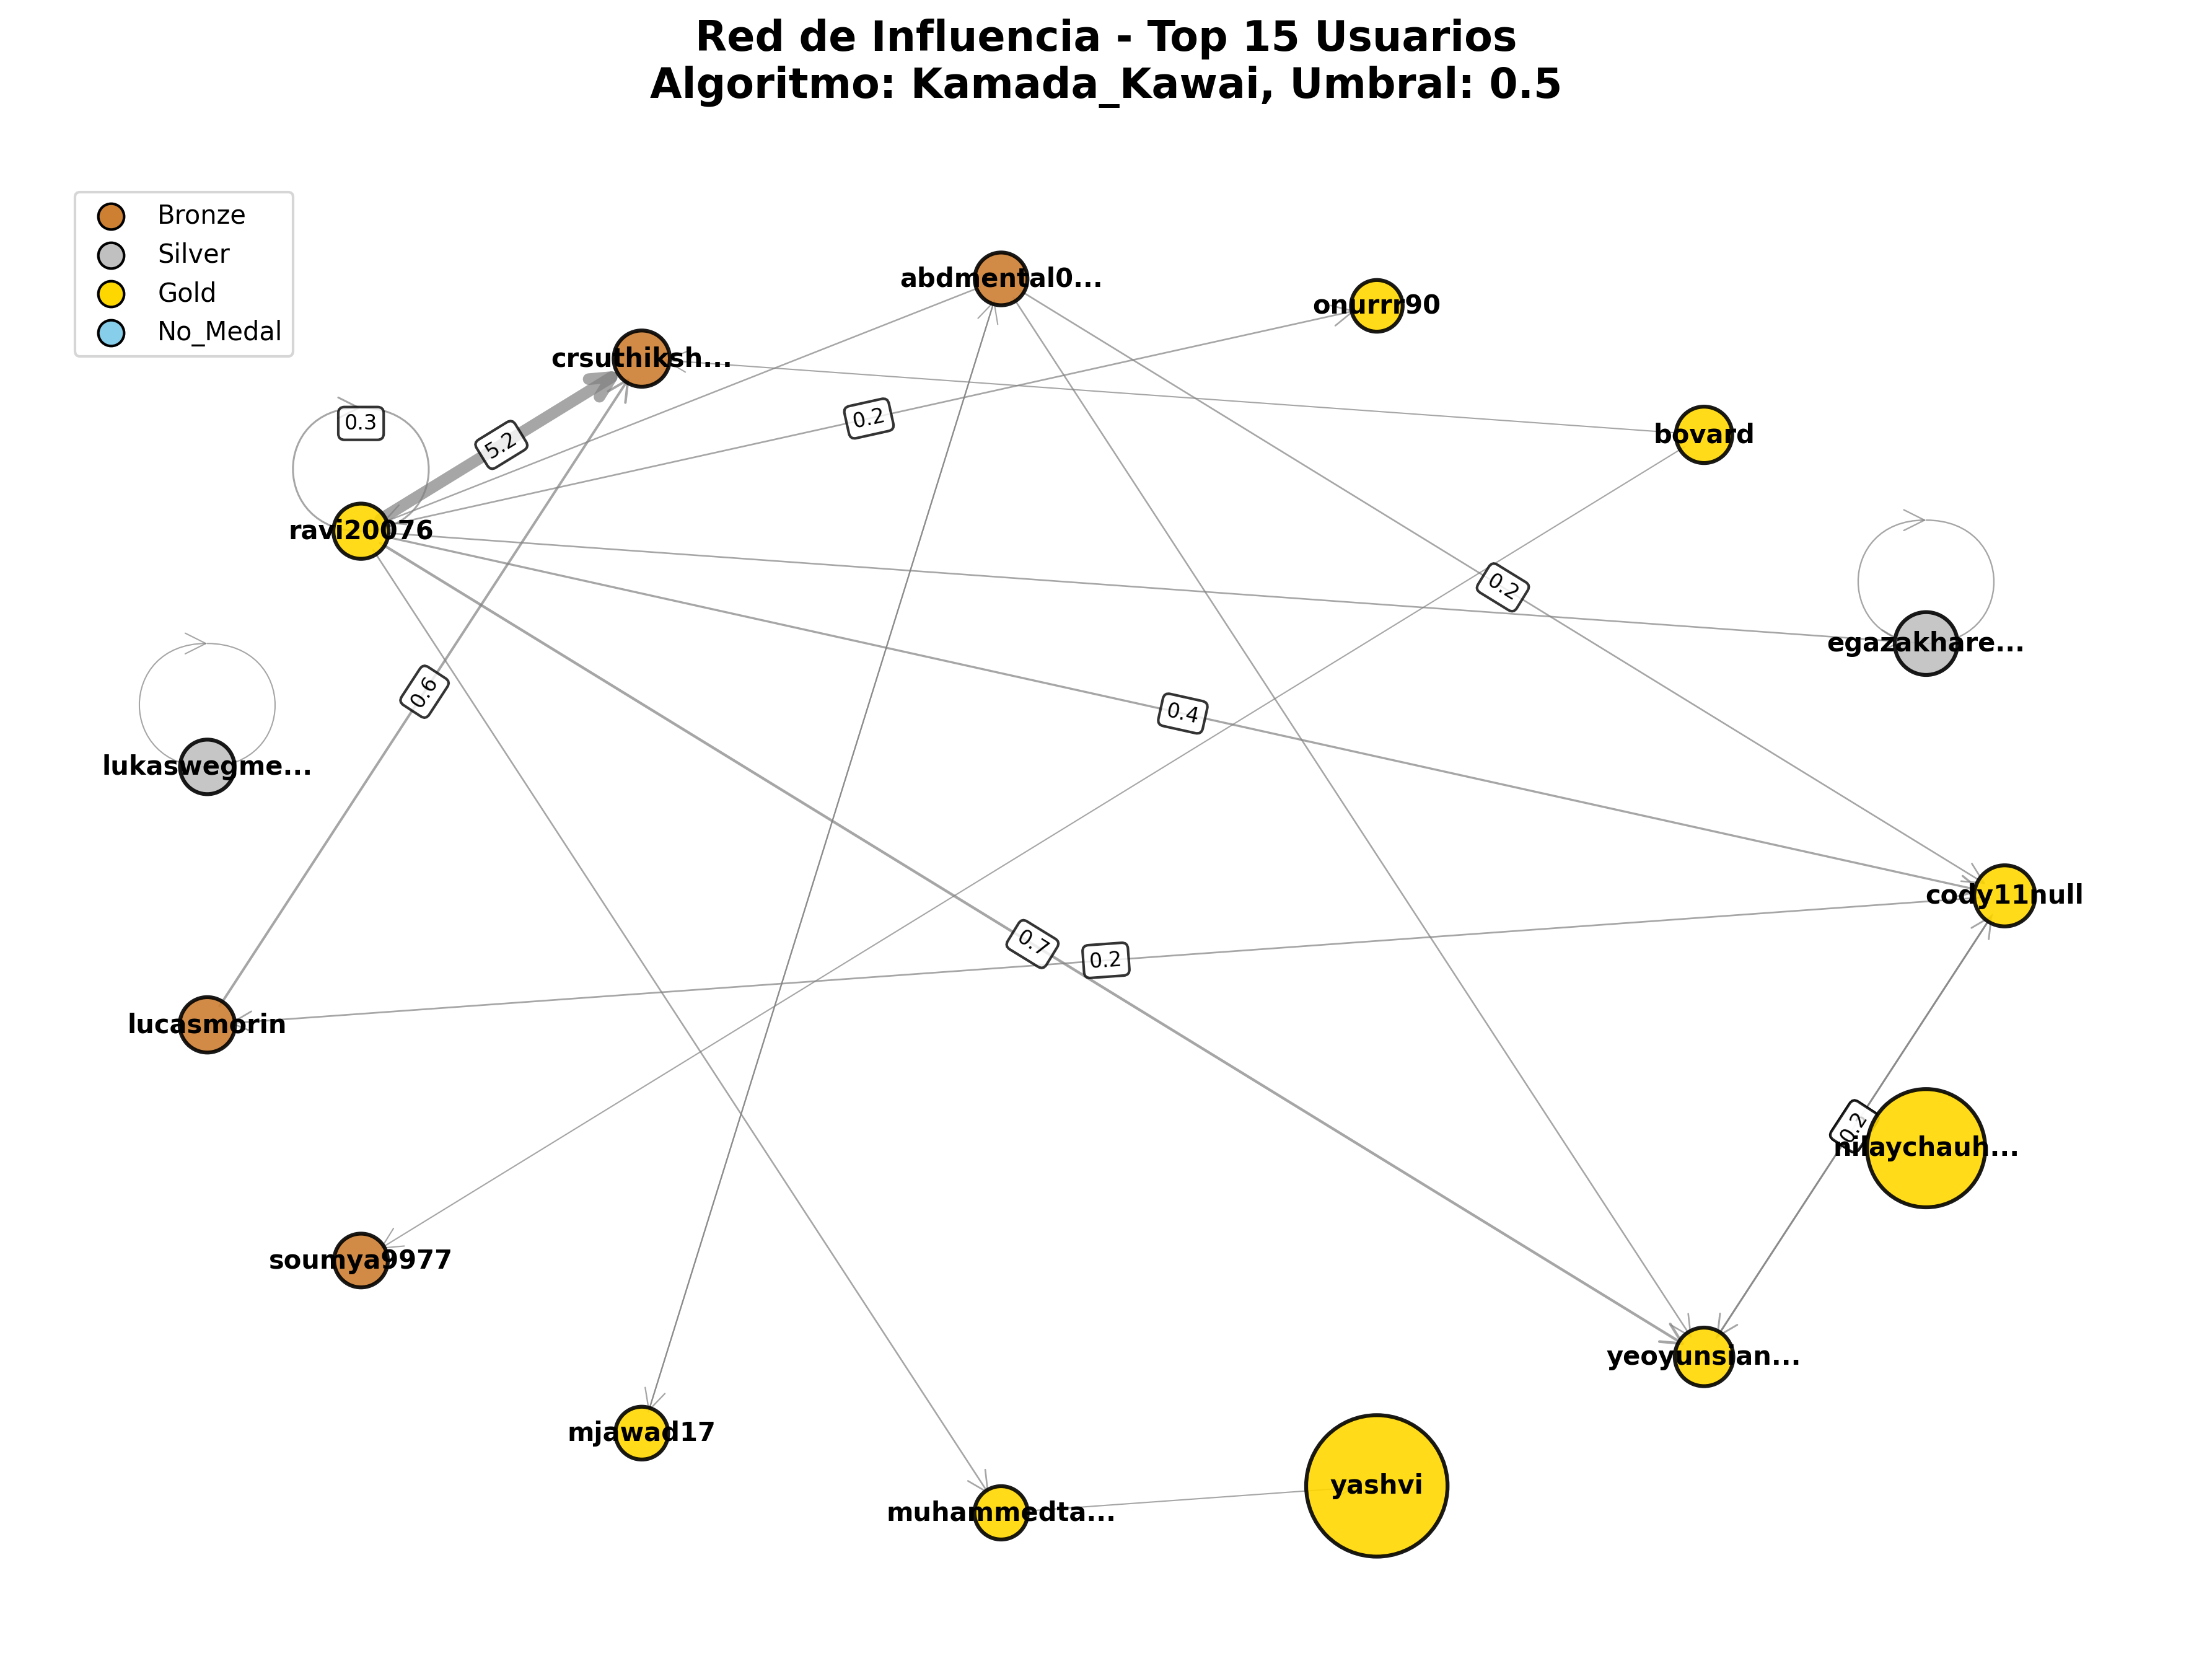 Red de Influencia - Top 15 Usuarios
Algoritmo: Kamada_Kawai, Umbral: 0.5
Bronze
Silver
Gold
No_Medal
abdmental0...
onurrr90
crsuthiksh...
0.3
0.2
5.2
bovard
ravi20076
0.2
egazakhare...
0.6
0.4
lukaswegme...
cody11null
0.7
0.2
lucasmorin
0.2
nilaychauh...
soumya9977
yeoyunsian...
mjawad17
yashvi
muhammedta...